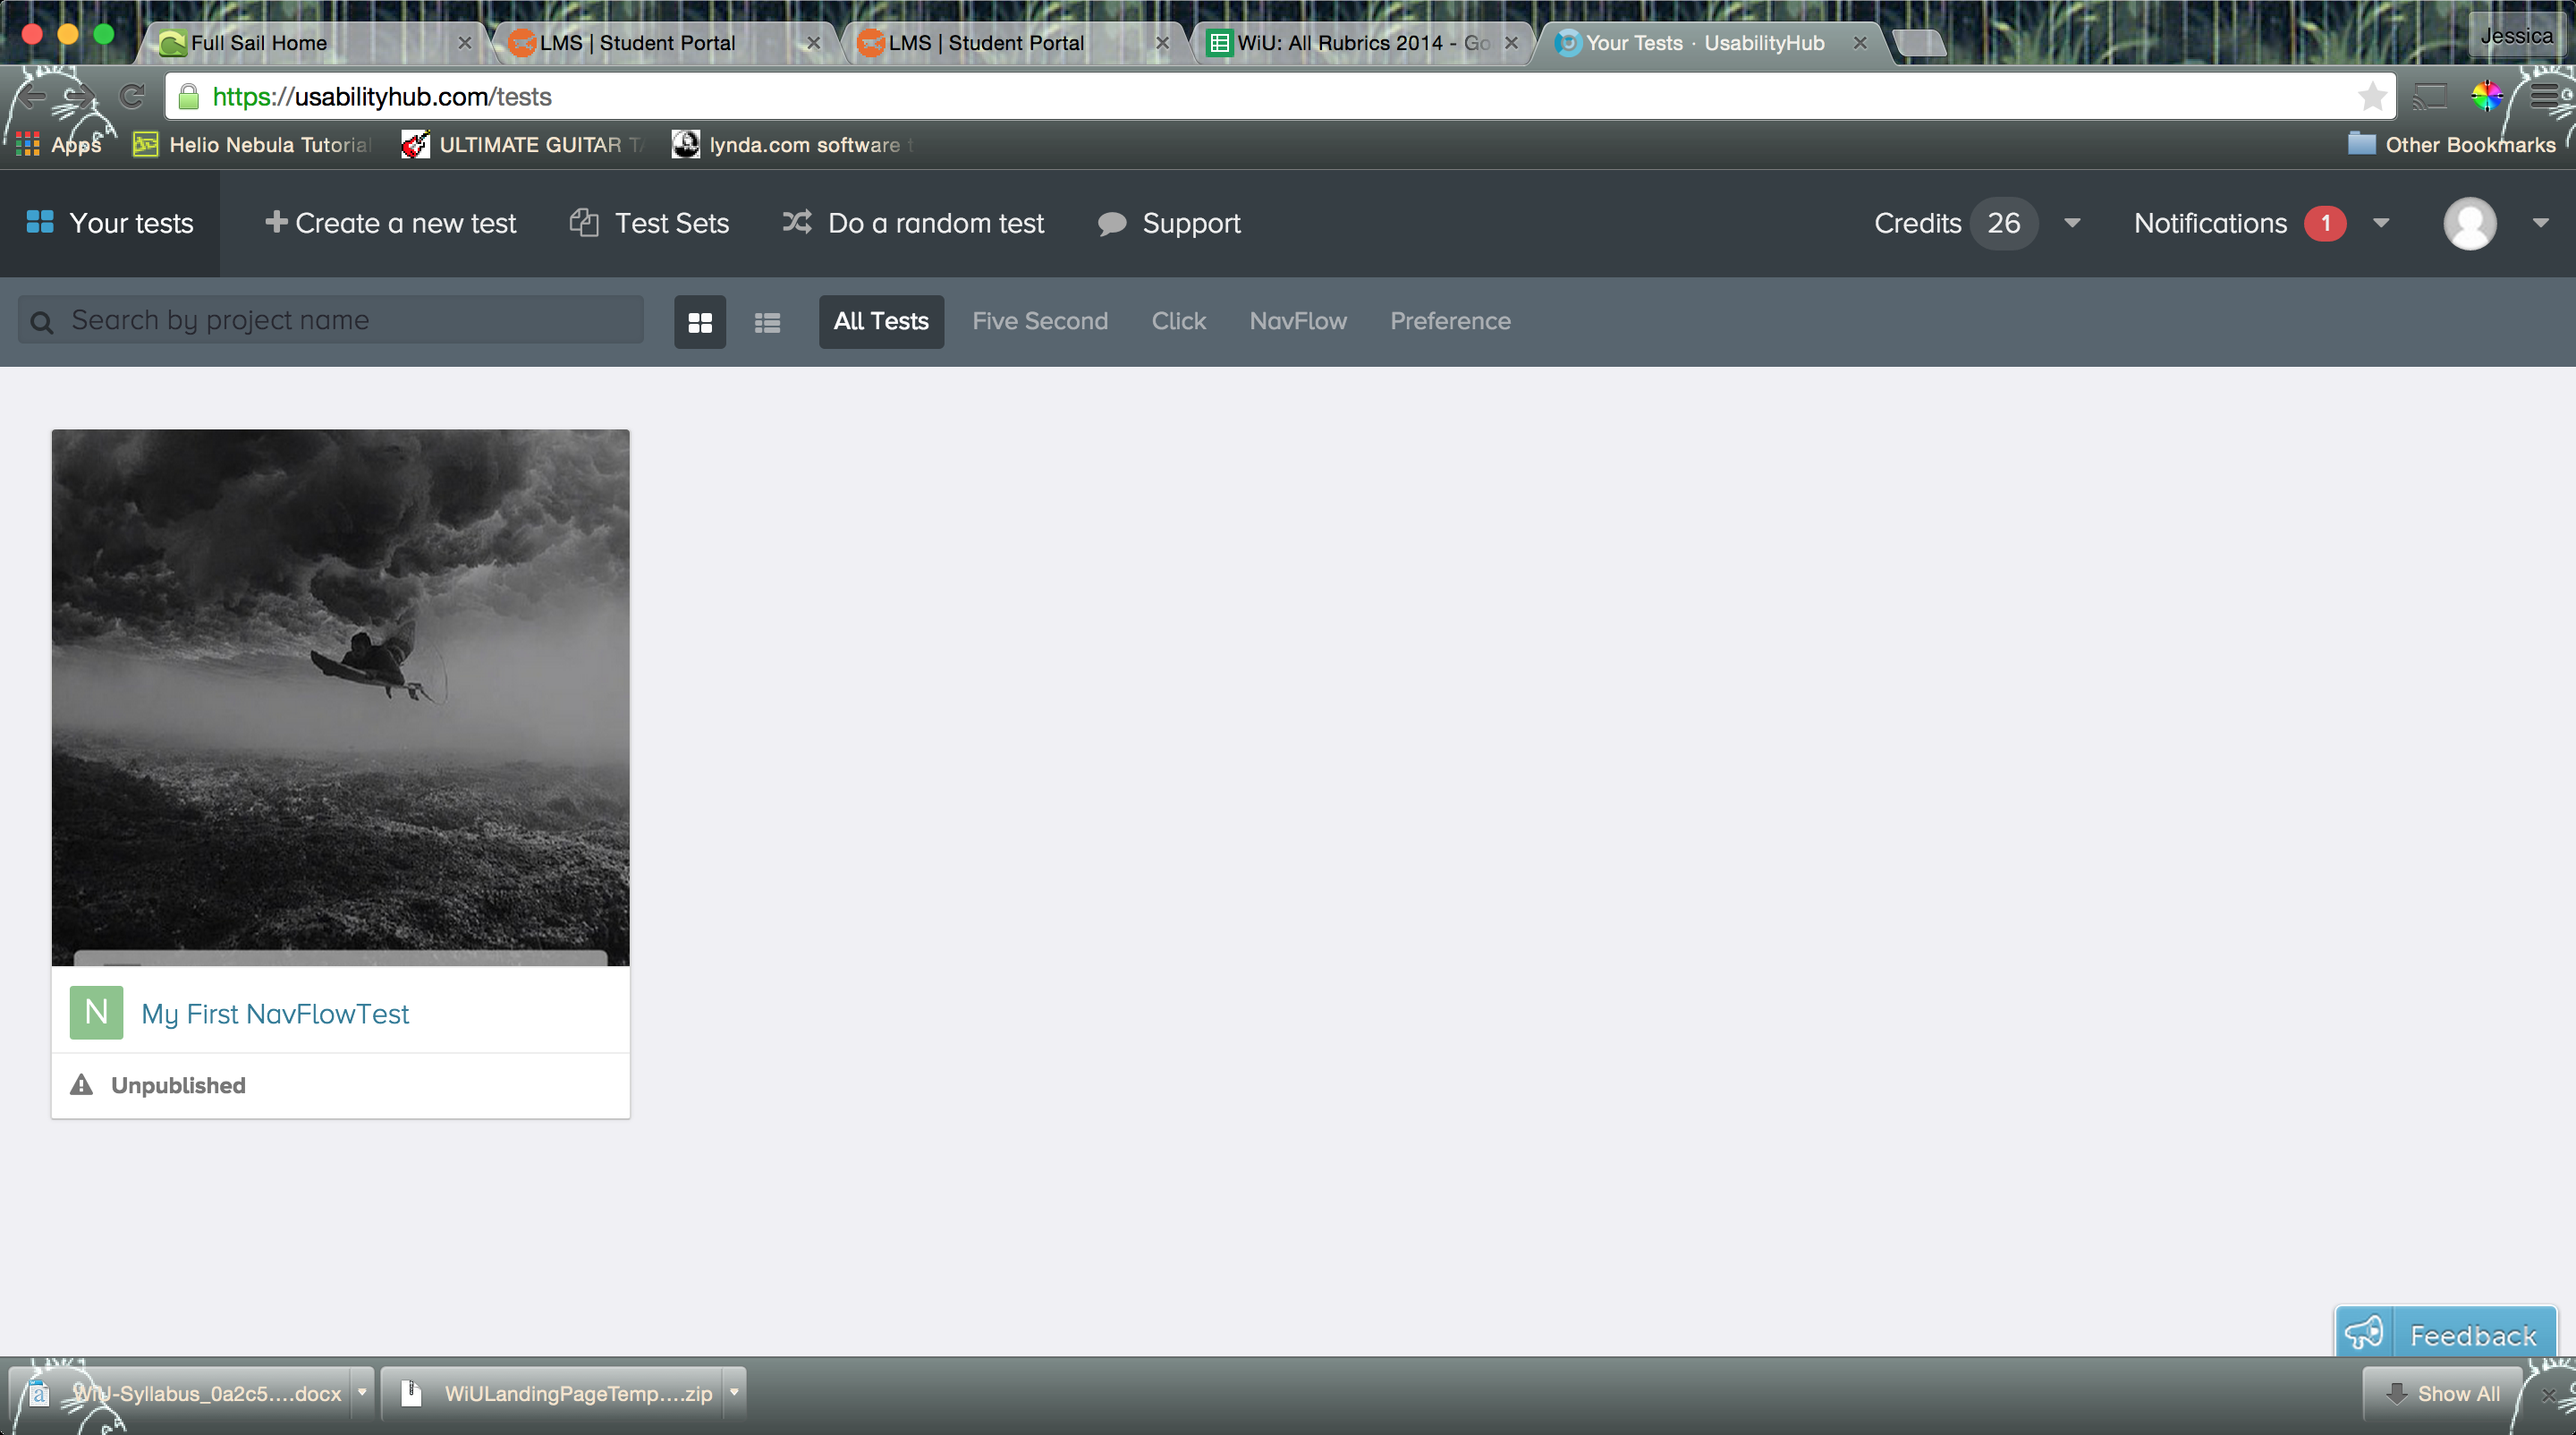 Full Sail Home
LMS | Student Portal
LMS | Student Portal
WiU: All Rubrics 2014 - Go
Your Tests · UsabilityHub
Jessica
https://usabilityhub.com/tests
Apps
Helio Nebula Tutorial
ULTIMATE GUITAR TA
lynda.com software t
Other Bookmarks
Your tests
Create a new test
Test Sets
Do a random test
Support
Credits 26
Notifications 1
Search by project name
All Tests
Five Second
Click
NavFlow
Preference
N My First NavFlowTest
Unpublished
Feedback
WiU-Syllabus_0a2c5....docx
WiULandingPageTemp....zip
Show All